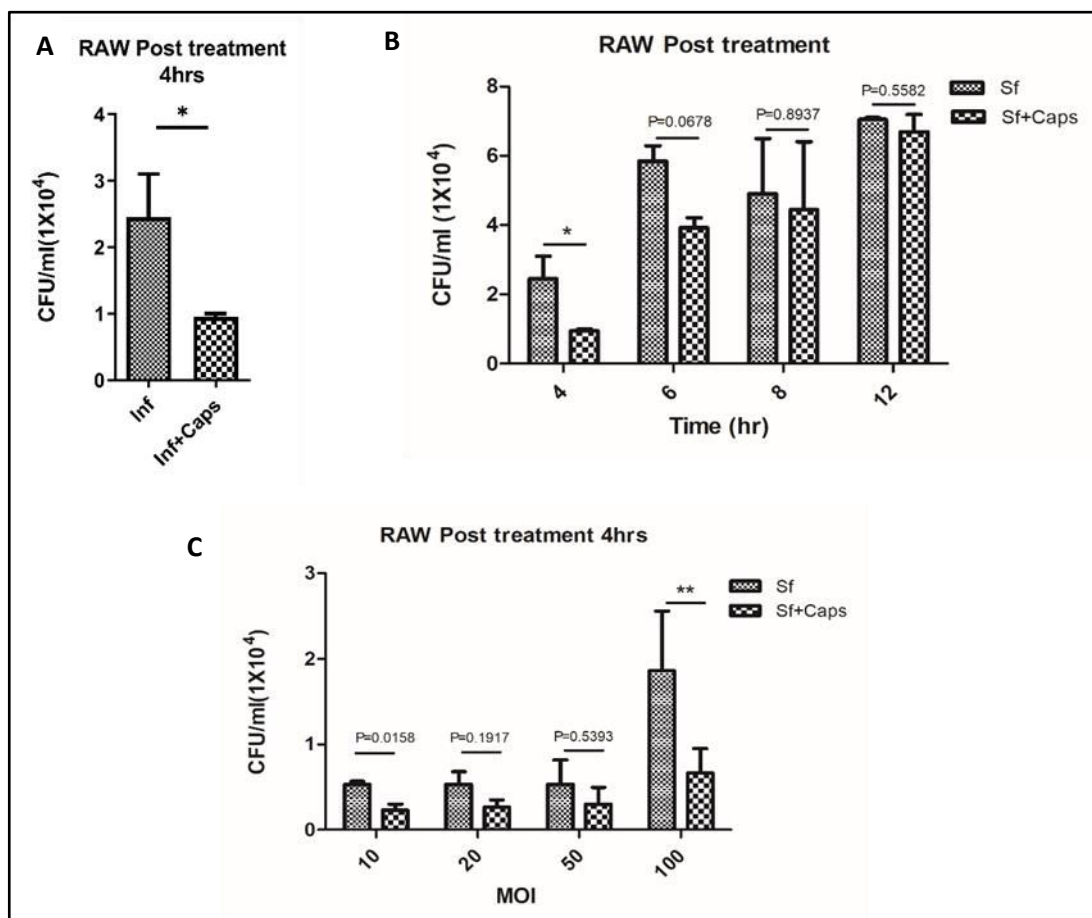 A
RAW Post treatment
4hrs
*
4
3
2
1
0
CFU/ml(1X10⁴)
Inf
Inf+Caps
B
RAW Post treatment
Sf
Sf+Caps
P=0.5582
P=0.8937
P=0.0678
*
8
6
4
2
0
CFU/ml (1X10⁴)
4
6
8
12
Time (hr)
C
RAW Post treatment 4hrs
Sf
Sf+Caps
**
P=0.0158
P=0.1917
P=0.5393
3
2
1
0
CFU/ml(1X10⁴)
10
20
50
100
MOI